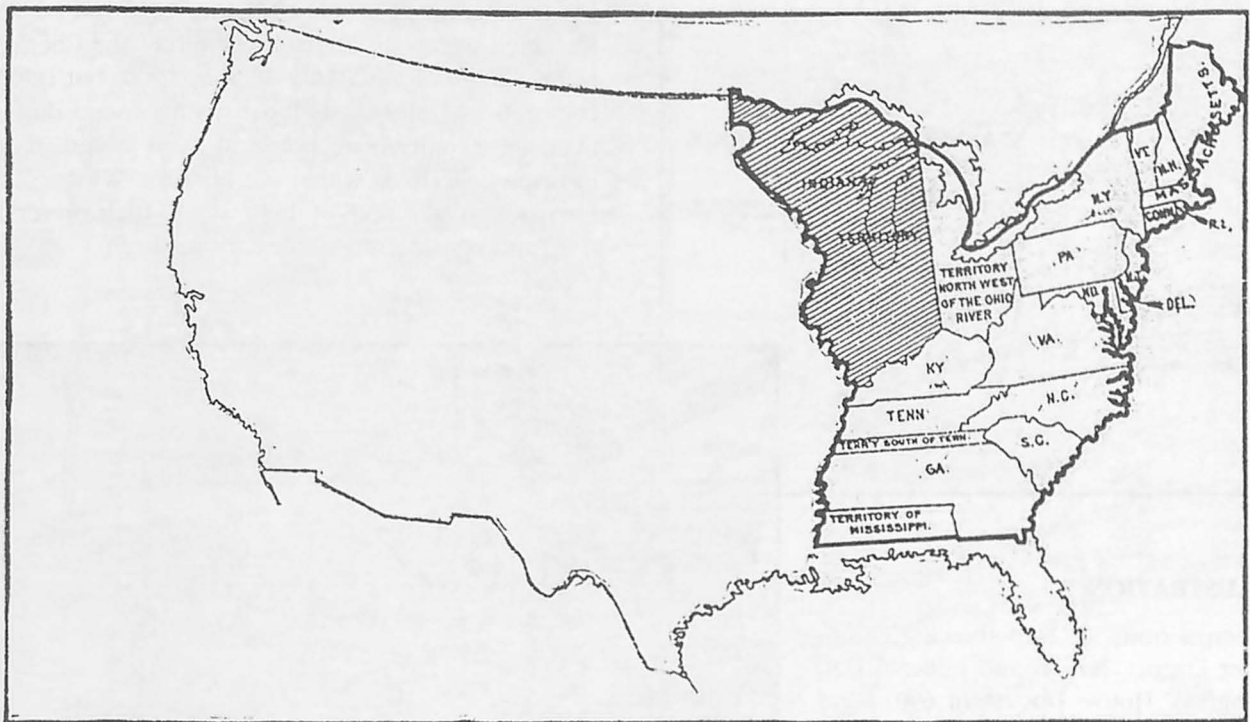 INDIANA
TERRITORY.
TERRITORY
NORTH WEST
OF THE OHIO
RIVER
KY
TENN
TERR'Y SOUTH OF TENN.
GA.
TERRITORY OF
MISSISSIPPI.
S.C.
N.C.
VA.
MD.
DEL.
PA.
N.Y.
VT
N.H.
MASSACHUSETTS.
CONN.
R.I.